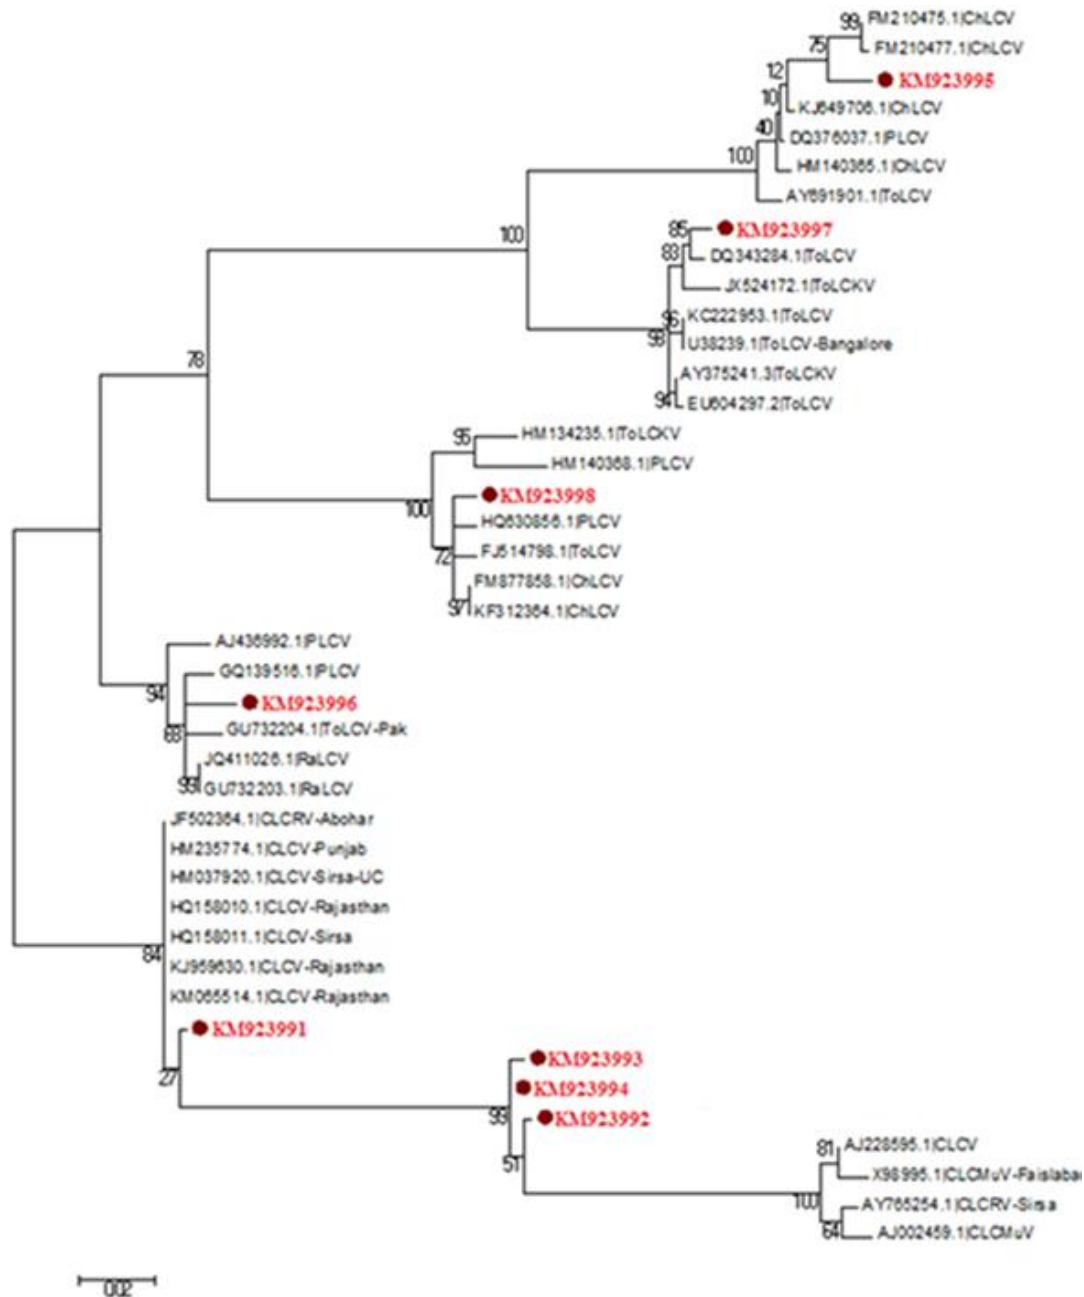 99 FM210475.1|ChLCV
75 FM210477.1|ChLCV
KM923995
12
10 KJ649706.1|ChLCV
40 DQ376037.1|PLCV
100 HM140365.1|ChLCV
AY691901.1|ToLCV
85 KM923997
100 83 DQ343284.1|ToLCV
JX524172.1|ToLCKV
96 KC222953.1|ToLCV
98 U38239.1|ToLCV-Bangalore
78 AY375241.3|ToLCKV
94 EU604297.2|ToLCV
95 HM134235.1|ToLCKV
HM140368.1|PLCV
100 KM923998
HQ630856.1|PLCV
72 FJ514798.1|ToLCV
FM877858.1|ChLCV
97 KF312364.1|ChLCV
AJ436992.1|PLCV
GQ139516.1|PLCV
94 KM923996
GU732204.1|ToLCV-Pak
JQ411026.1|RaLCV
99 GU732203.1|RaLCV
JF502364.1|CLCRV-Abohar
HM235774.1|CLCV-Punjab
HM037920.1|CLCV-Sirsa-UC
HQ158010.1|CLCV-Rajasthan
HQ158011.1|CLCV-Sirsa
84
KJ959630.1|CLCV-Rajasthan
KM065514.1|CLCV-Rajasthan
KM923991
27 KM923993
KM923994
99 KM923992
51 81 AJ228595.1|CLCV
X98995.1|CLCMuV-Faislabad
100 AY765254.1|CLCRV-Sirsa
64 AJ002459.1|CLCMuV
0.02